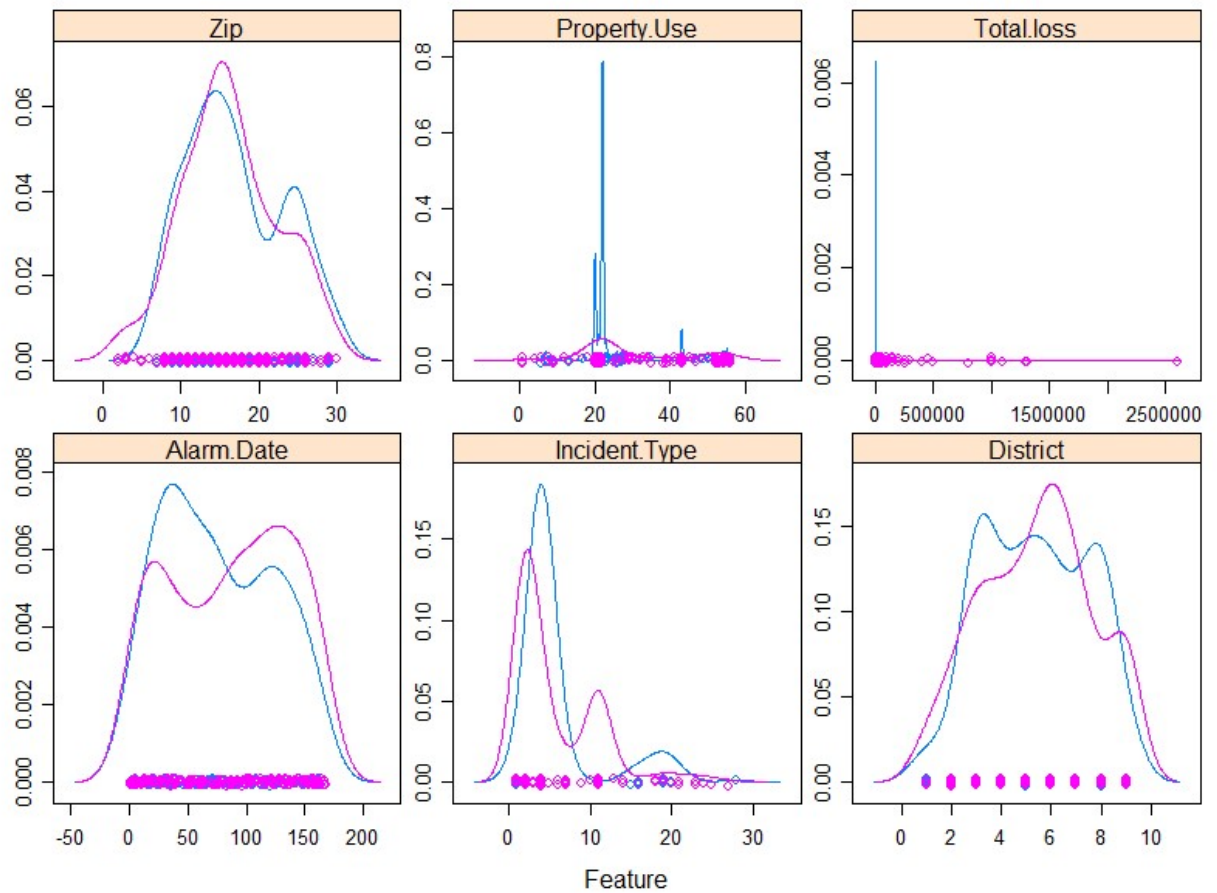 Zip Property.Use Total.loss
0.06
0.04
0.02
0.00
0.8
0.6
0.4
0.2
0.0
0.006
0.004
0.002
0.000
0 10 20 30
0 20 40 60
0 500000 1500000 2500000
Alarm.Date Incident.Type District
0.008
0.006
0.004
0.002
0.000
0.15
0.10
0.05
0.00
0.15
0.10
0.05
0.00
-50 0 50 100 150 200
0 10 20 30
0 2 4 6 8 10
Feature